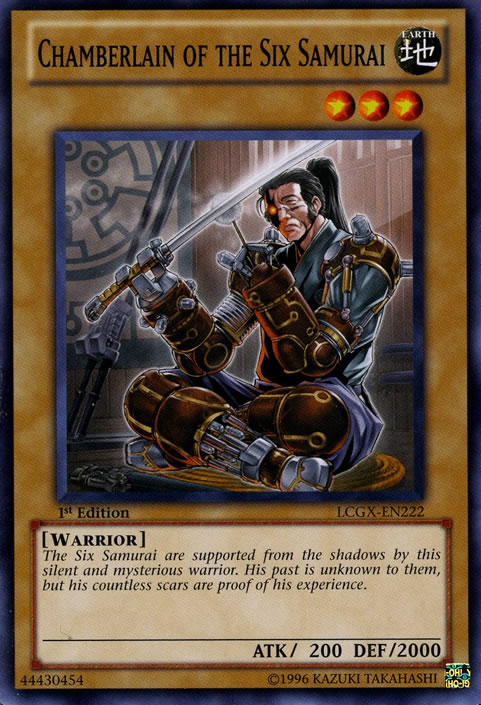 CHAMBERLAIN OF THE SIX SAMURAI
EARTH
地
1st Edition
LCGX-EN222
[WARRIOR]
The Six Samurai are supported from the shadows by this
silent and mysterious warrior. His past is unknown to them,
but his countless scars are proof of his experience.
ATK/ 200 DEF/2000
44430454
©1996 KAZUKI TAKAHASHI